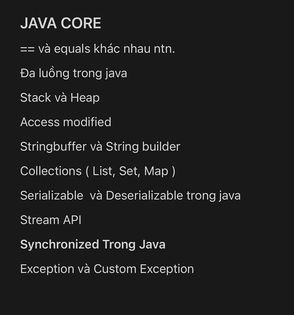 JAVA CORE
== và equals khác nhau ntn.
Đa luồng trong java
Stack và Heap
Access modified
Stringbuffer và String builder
Collections ( List, Set, Map )
Serializable  và Deserializable trong java
Stream API
Synchronized Trong Java
Exception và Custom Exception